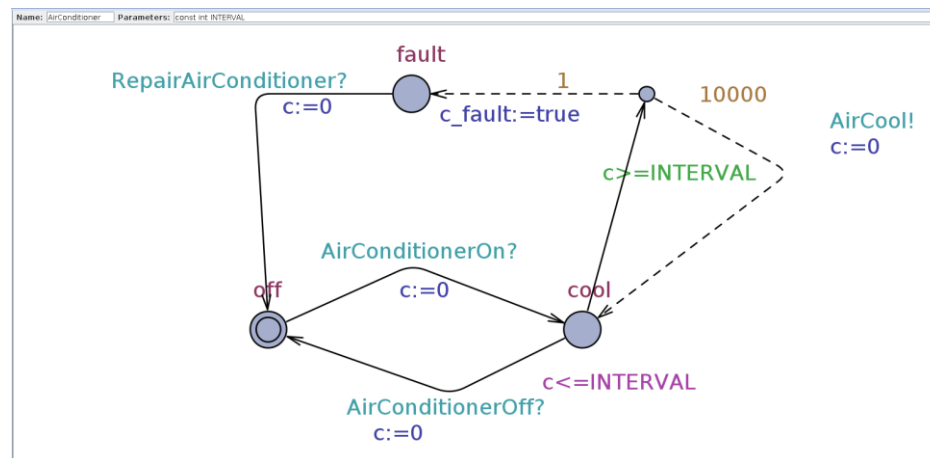 Name: AirConditioner Parameters: const int INTERVAL
fault
RepairAirConditioner?
c:=0
1
c_fault:=true
10000
AirCool!
c:=0
c>=INTERVAL
AirConditionerOn?
c:=0
off
cool
c<=INTERVAL
AirConditionerOff?
c:=0